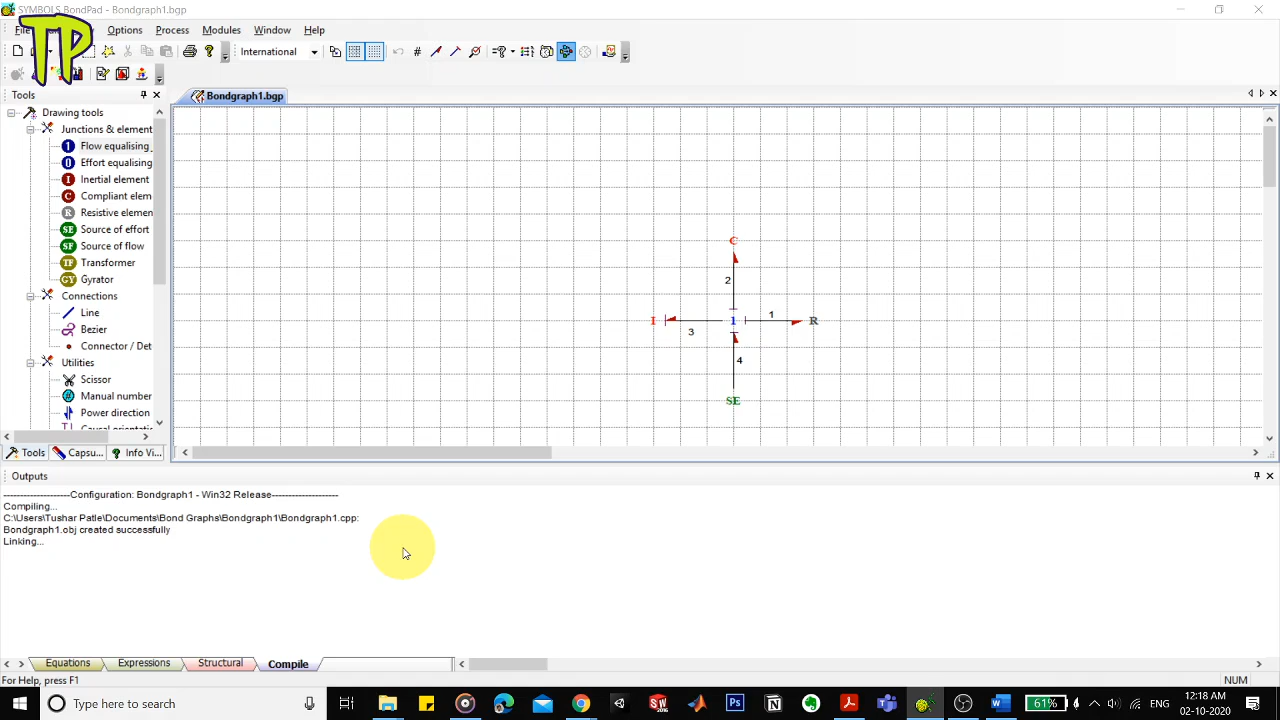 SYMBOLS BondPad - Bondgraph1.bgp
TP
Options Process Modules Window Help
International
Tools
Bondgraph1.bgp
Drawing tools
Junctions & element
Flow equalising
Effort equalising
Inertial element
Compliant elem
Resistive elemen
Source of effort
Source of flow
Transformer
Gyrator
Connections
Line
Bezier
Connector / Det
Utilities
Scissor
Manual number
Power direction
C
2
I 1 R
3
1
4
SE
Tools Capsu... Info Vi...
Outputs
--------------------Configuration: Bondgraph1 - Win32 Release--------------------
Compiling...
C:\Users\Tushar Patle\Documents\Bond Graphs\Bondgraph1\Bondgraph1.cpp:
Bondgraph1.obj created successfully
Linking...
Equations Expressions Structural Compile
For Help, press F1
NUM
Type here to search
61%
ENG
12:18 AM
02-10-2020